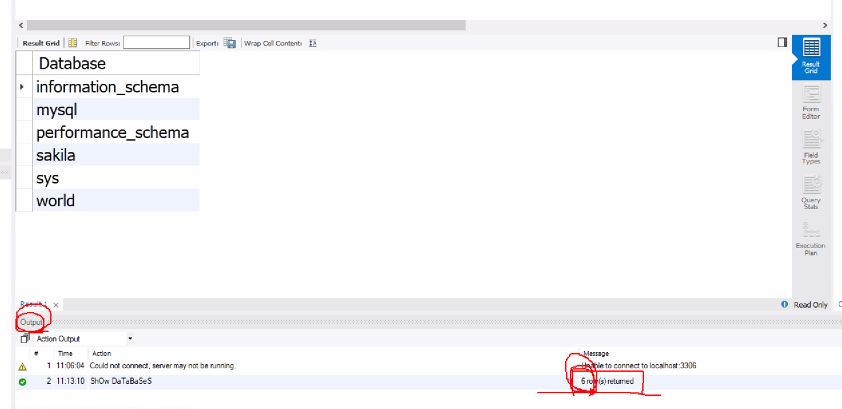 Result Grid Filter Rows: Export: Wrap Cell Content:
Database
information_schema
mysql
performance_schema
sakila
sys
world
Result Grid
Form Editor
Field Types
Query Stats
Execution Plan
Result 1
Read Only
Output
Action Output
# Time Action Message
1 11:06:04 Could not connect, server may not be running. Unable to connect to localhost:3306
2 11:13:10 ShOw DaTaBaSeS 6 row(s) returned